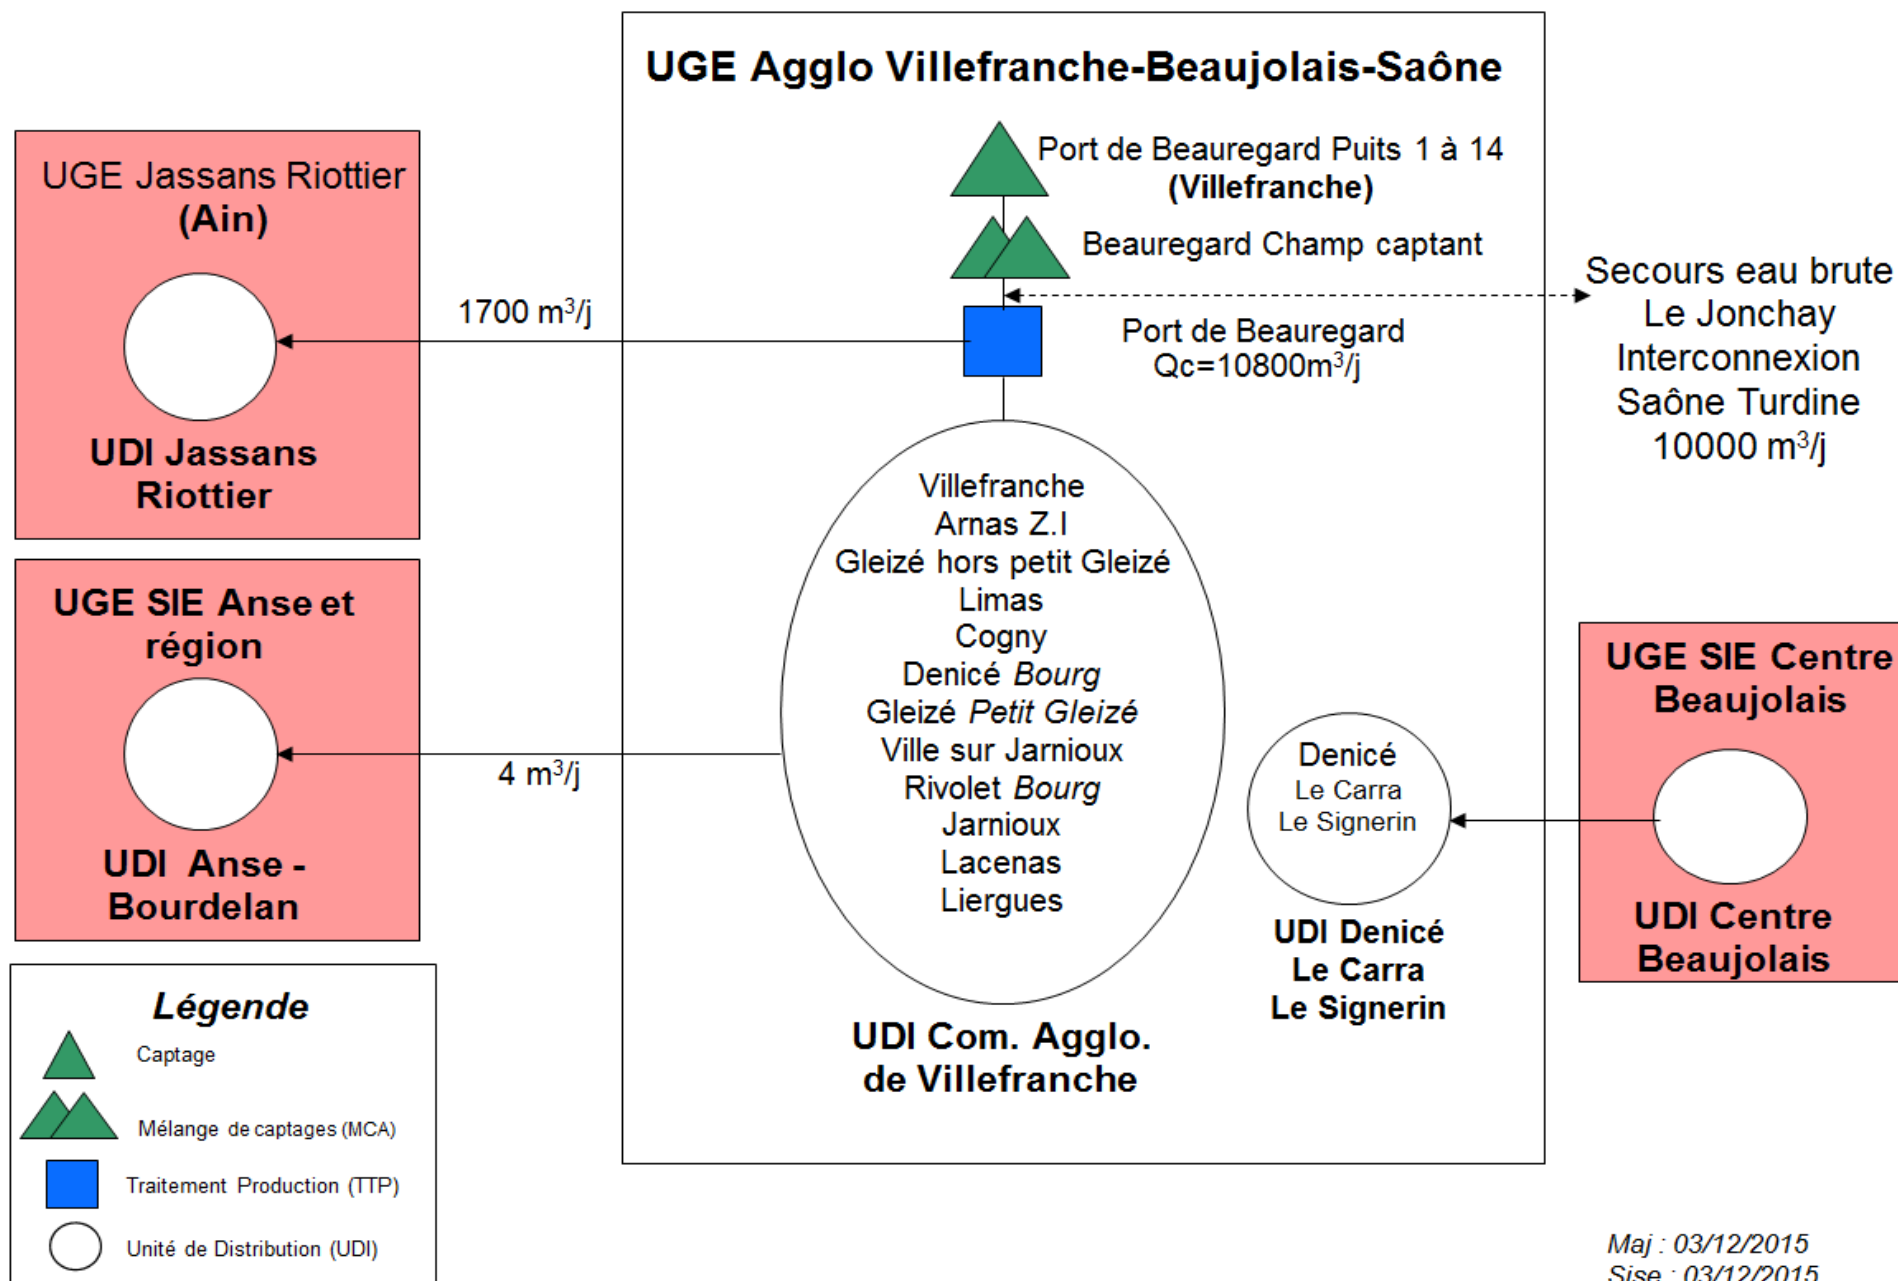 UGE Agglo Villefranche-Beaujolais-Saône
Port de Beauregard Puits 1 à 14
(Villefranche)
Beauregard Champ captant
Secours eau brute
Le Jonchay
Interconnexion
Saône Turdine
10000 m³/j
Port de Beauregard
Qc=10800m³/j
UGE Jassans Riottier
(Ain)
1700 m³/j
UDI Jassans
Riottier
UGE SIE Anse et
région
4 m³/j
UDI Anse -
Bourdelan
Villefranche
Arnas Z.I
Gleizé hors petit Gleizé
Limas
Cogny
Denicé Bourg
Gleizé Petit Gleizé
Ville sur Jarnioux
Rivolet Bourg
Jarnioux
Lacenas
Liergues
UDI Com. Agglo.
de Villefranche
Denicé
Le Carra
Le Signerin
UDI Denicé
Le Carra
Le Signerin
UGE SIE Centre
Beaujolais
UDI Centre
Beaujolais
Légende
Captage
Mélange de captages (MCA)
Traitement Production (TTP)
Unité de Distribution (UDI)
Maj : 03/12/2015
Sise : 03/12/2015